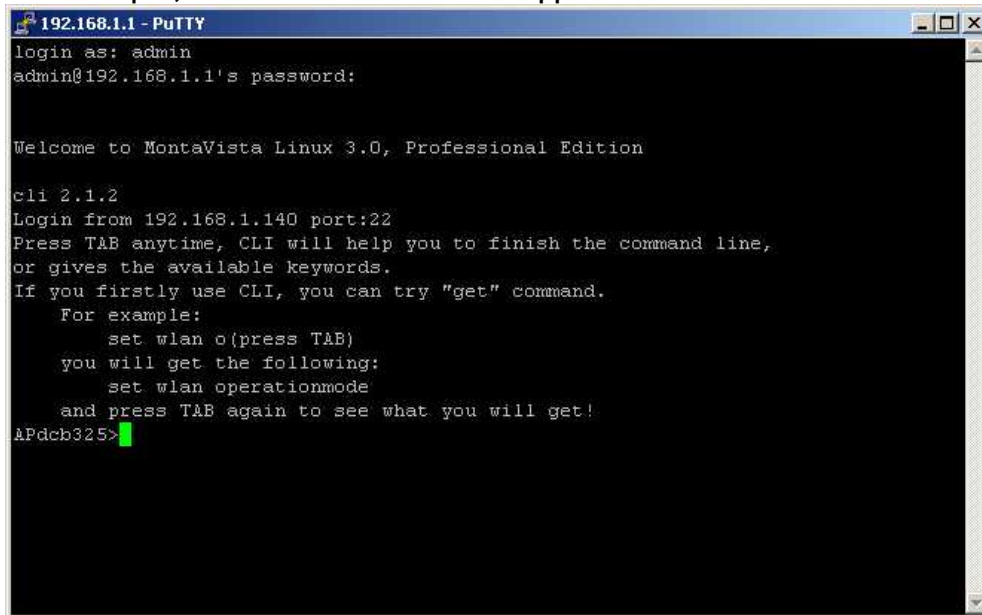 192.168.1.1 - PuTTY
login as: admin
admin@192.168.1.1's password:
Welcome to MontaVista Linux 3.0, Professional Edition
cli 2.1.2
Login from 192.168.1.140 port:22
Press TAB anytime, CLI will help you to finish the command line,
or gives the available keywords.
If you firstly use CLI, you can try "get" command.
For example:
set wlan o(press TAB)
you will get the following:
set wlan operationmode
and press TAB again to see what you will get!
APdcb325>